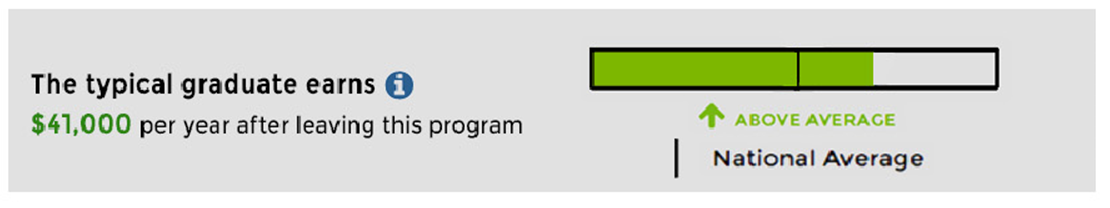 The typical graduate earns
$41,000 per year after leaving this program
ABOVE AVERAGE
National Average